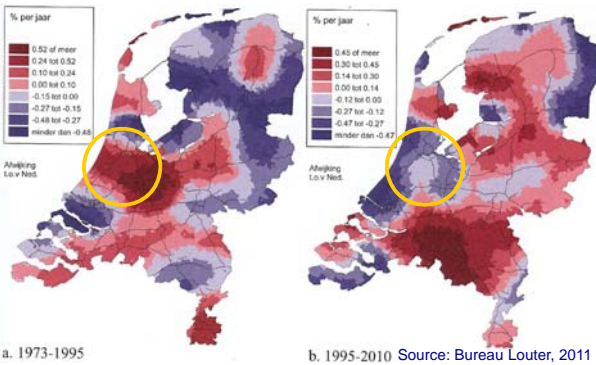 % per jaar
0.52 of meer
0.24 tot 0.52
0.10 tot 0.24
0.00 tot 0.10
-0.15 tot 0.00
-0.27 tot -0.15
-0.48 tot -0.27
minder dan -0.48
Afwijking
t.o.v Ned.
a. 1973-1995
% per jaar
0.45 of meer
0.30 tot 0.45
0.14 tot 0.30
0.00 tot 0.14
-0.12 tot 0.00
-0.27 tot -0.12
-0.47 tot -0.27
minder dan -0.47
Afwijking
t.o.v Ned.
b. 1995-2010
Source: Bureau Louter, 2011